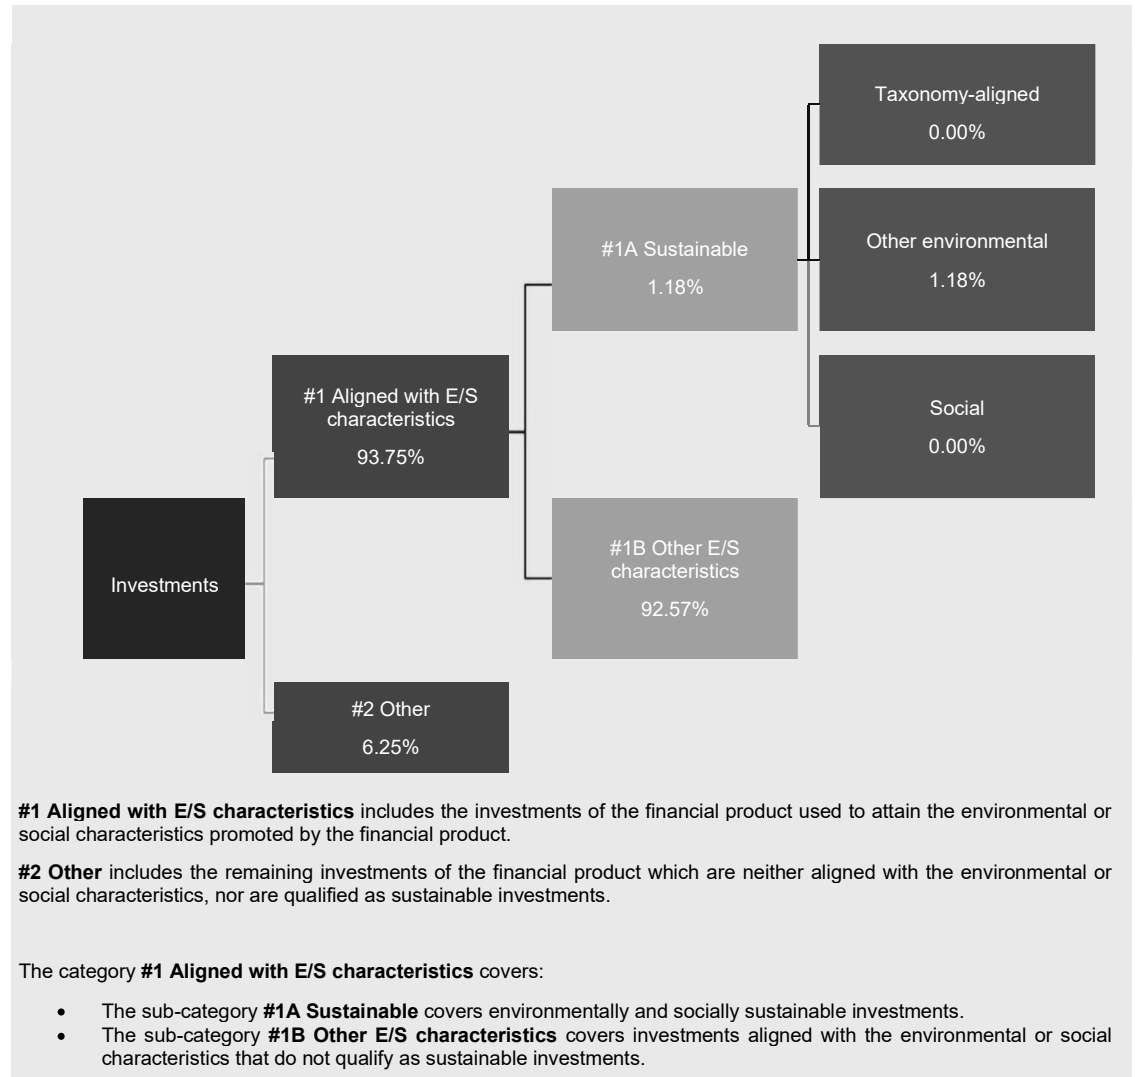 Taxonomy-aligned
0.00%
#1A Sustainable
1.18%
Other environmental
1.18%
#1 Aligned with E/S
characteristics
93.75%
Social
0.00%
Investments
#1B Other E/S
characteristics
92.57%
#2 Other
6.25%
#1 Aligned with E/S characteristics includes the investments of the financial product used to attain the environmental or
social characteristics promoted by the financial product.
#2 Other includes the remaining investments of the financial product which are neither aligned with the environmental or
social characteristics, nor are qualified as sustainable investments.
The category #1 Aligned with E/S characteristics covers:
• The sub-category #1A Sustainable covers environmentally and socially sustainable investments.
• The sub-category #1B Other E/S characteristics covers investments aligned with the environmental or social
characteristics that do not qualify as sustainable investments.